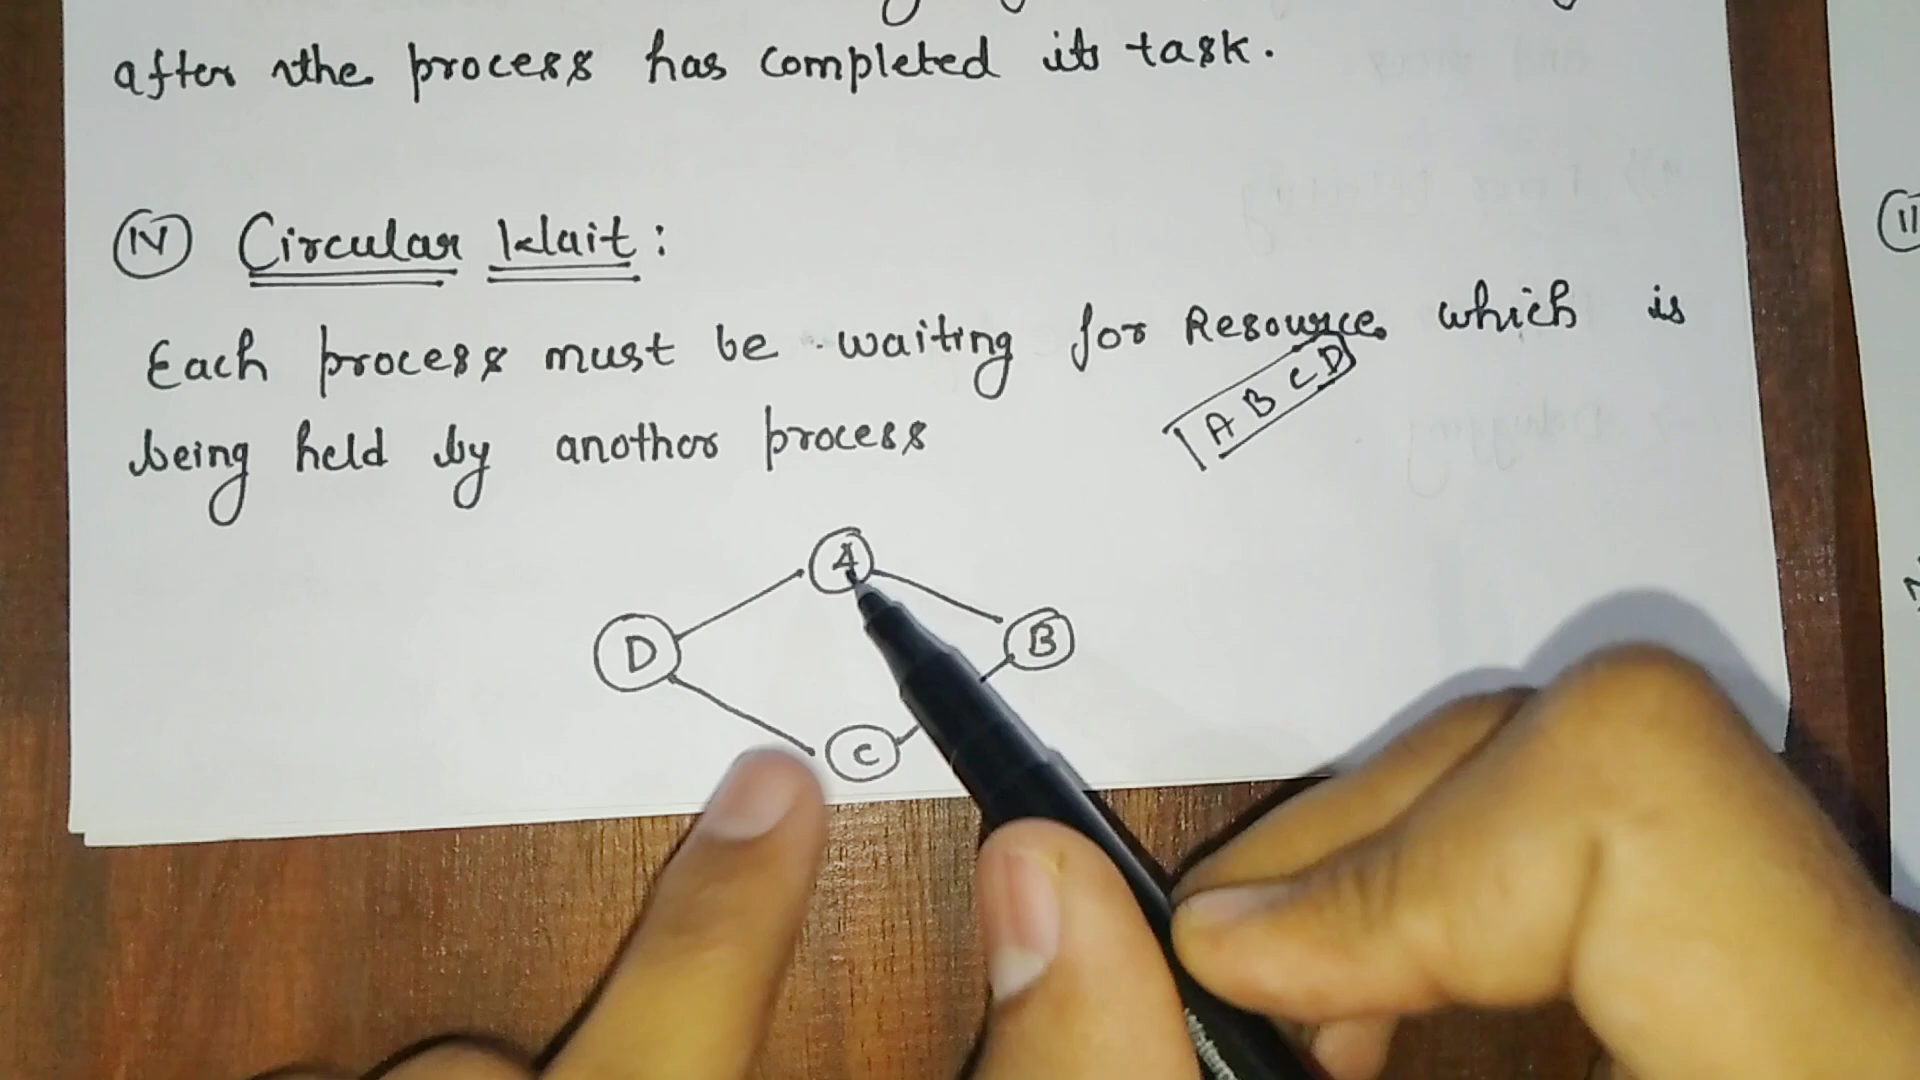 after the process has completed its task.
IV Circular Wait:
Each process must be waiting for Resource which is
A B C D
being held by another process
A
D
B
C
II